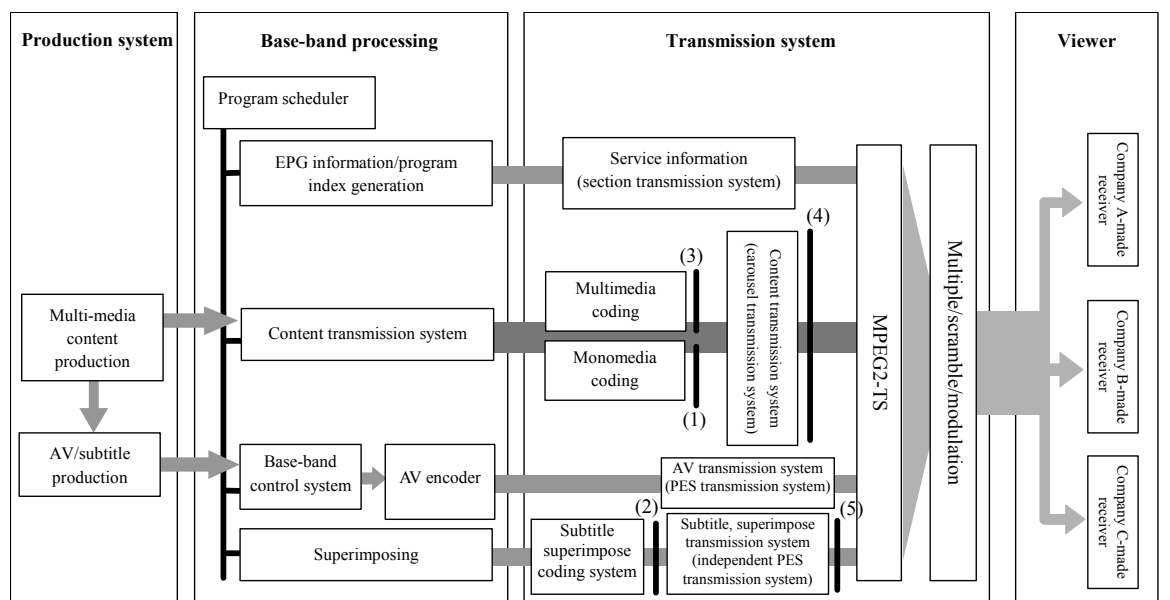 Production system
Base-band processing
Transmission system
Viewer
Program scheduler
EPG information/program
index generation
Service information
(section transmission system)
(4)
(3)
Multi-media
content
production
Content transmission system
Multimedia
coding
Monomedia
coding
(1)
Content transmission system
(carousel transmission system)
MPEG2-TS
Multiple/scramble/modulation
Company A-made
receiver
Company B-made
receiver
Company C-made
receiver
AV/subtitle
production
Base-band
control system
AV encoder
AV transmission system
(PES transmission system)
(2)
(5)
Superimposing
Subtitle
superimpose
coding system
Subtitle, superimpose
transmission system
(independent PES
transmission system)